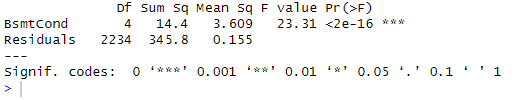 Df Sum Sq Mean Sq F value Pr(>F)
BsmtCond 4 14.4 3.609 23.31 <2e-16 ***
Residuals 2234 345.8 0.155
---
Signif. codes: 0 ‘***’ 0.001 ‘**’ 0.01 ‘*’ 0.05 ‘.’ 0.1 ‘ ’ 1
>